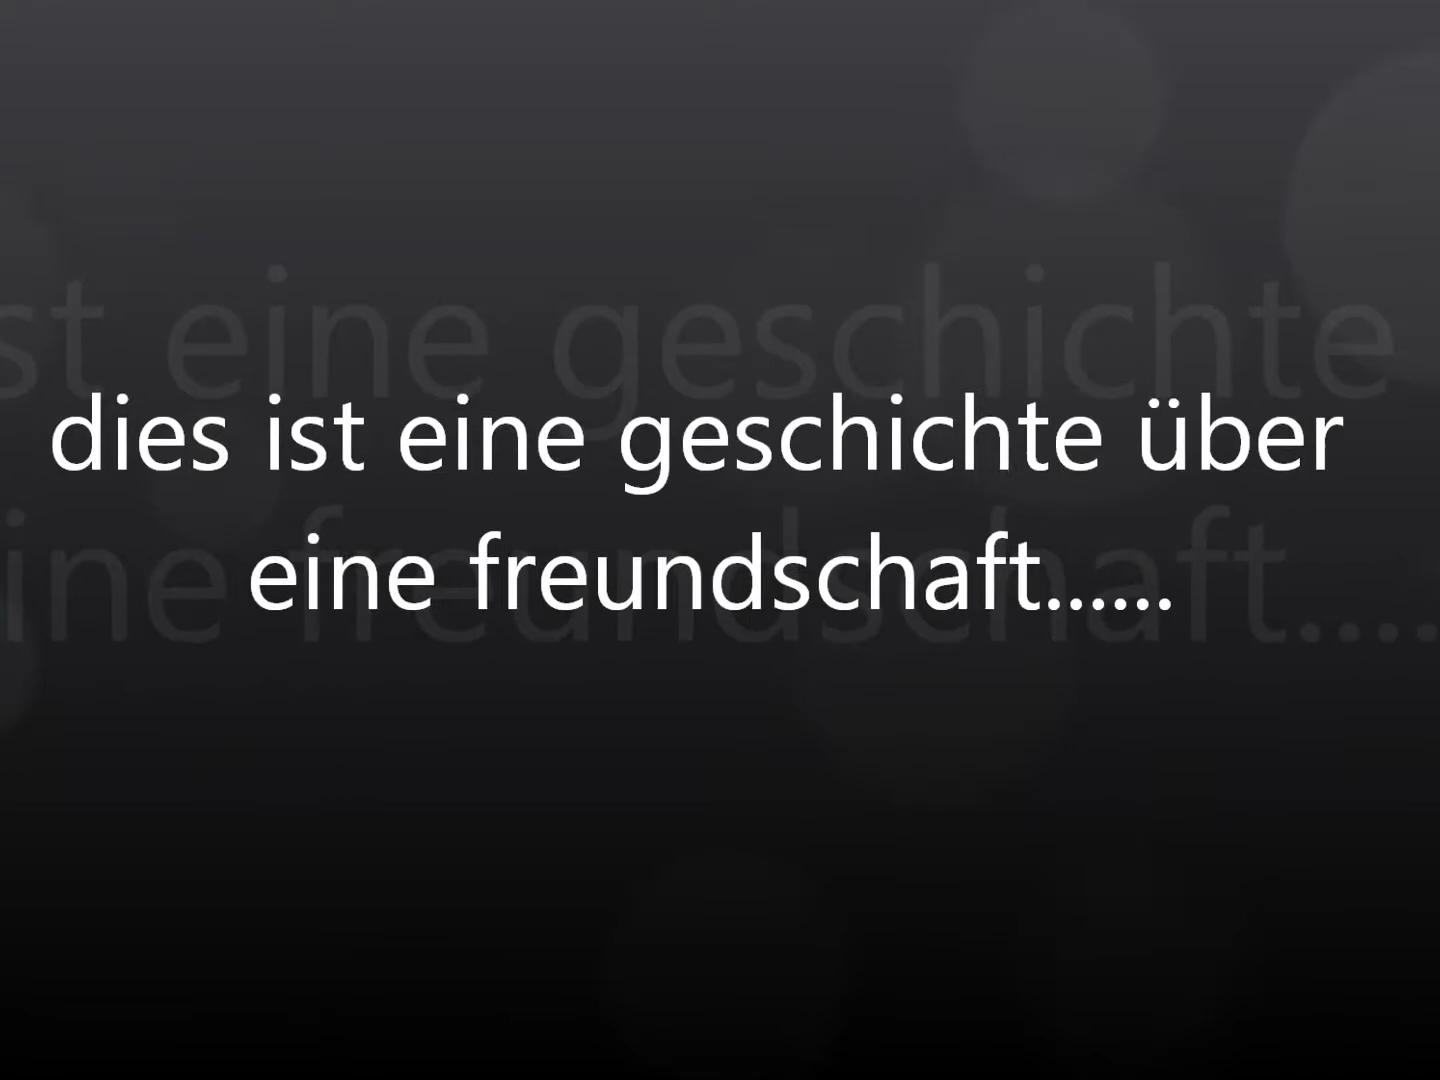 dies ist eine geschichte über
eine freundschaft......